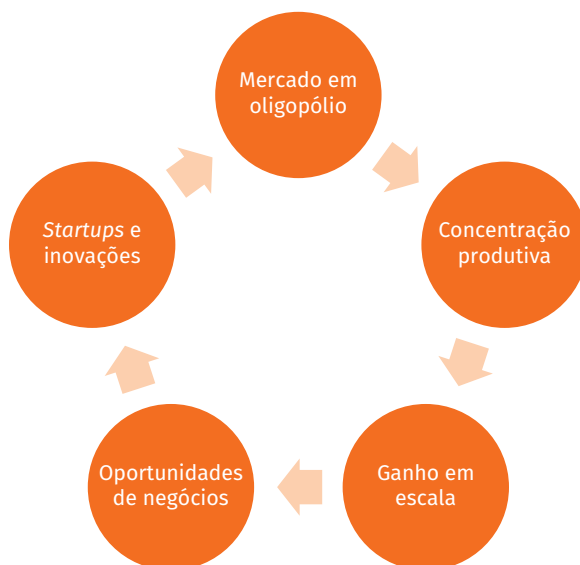 Mercado em
oligopólio
Concentração
produtiva
Ganho em
escala
Oportunidades
de negócios
Startups e
inovações